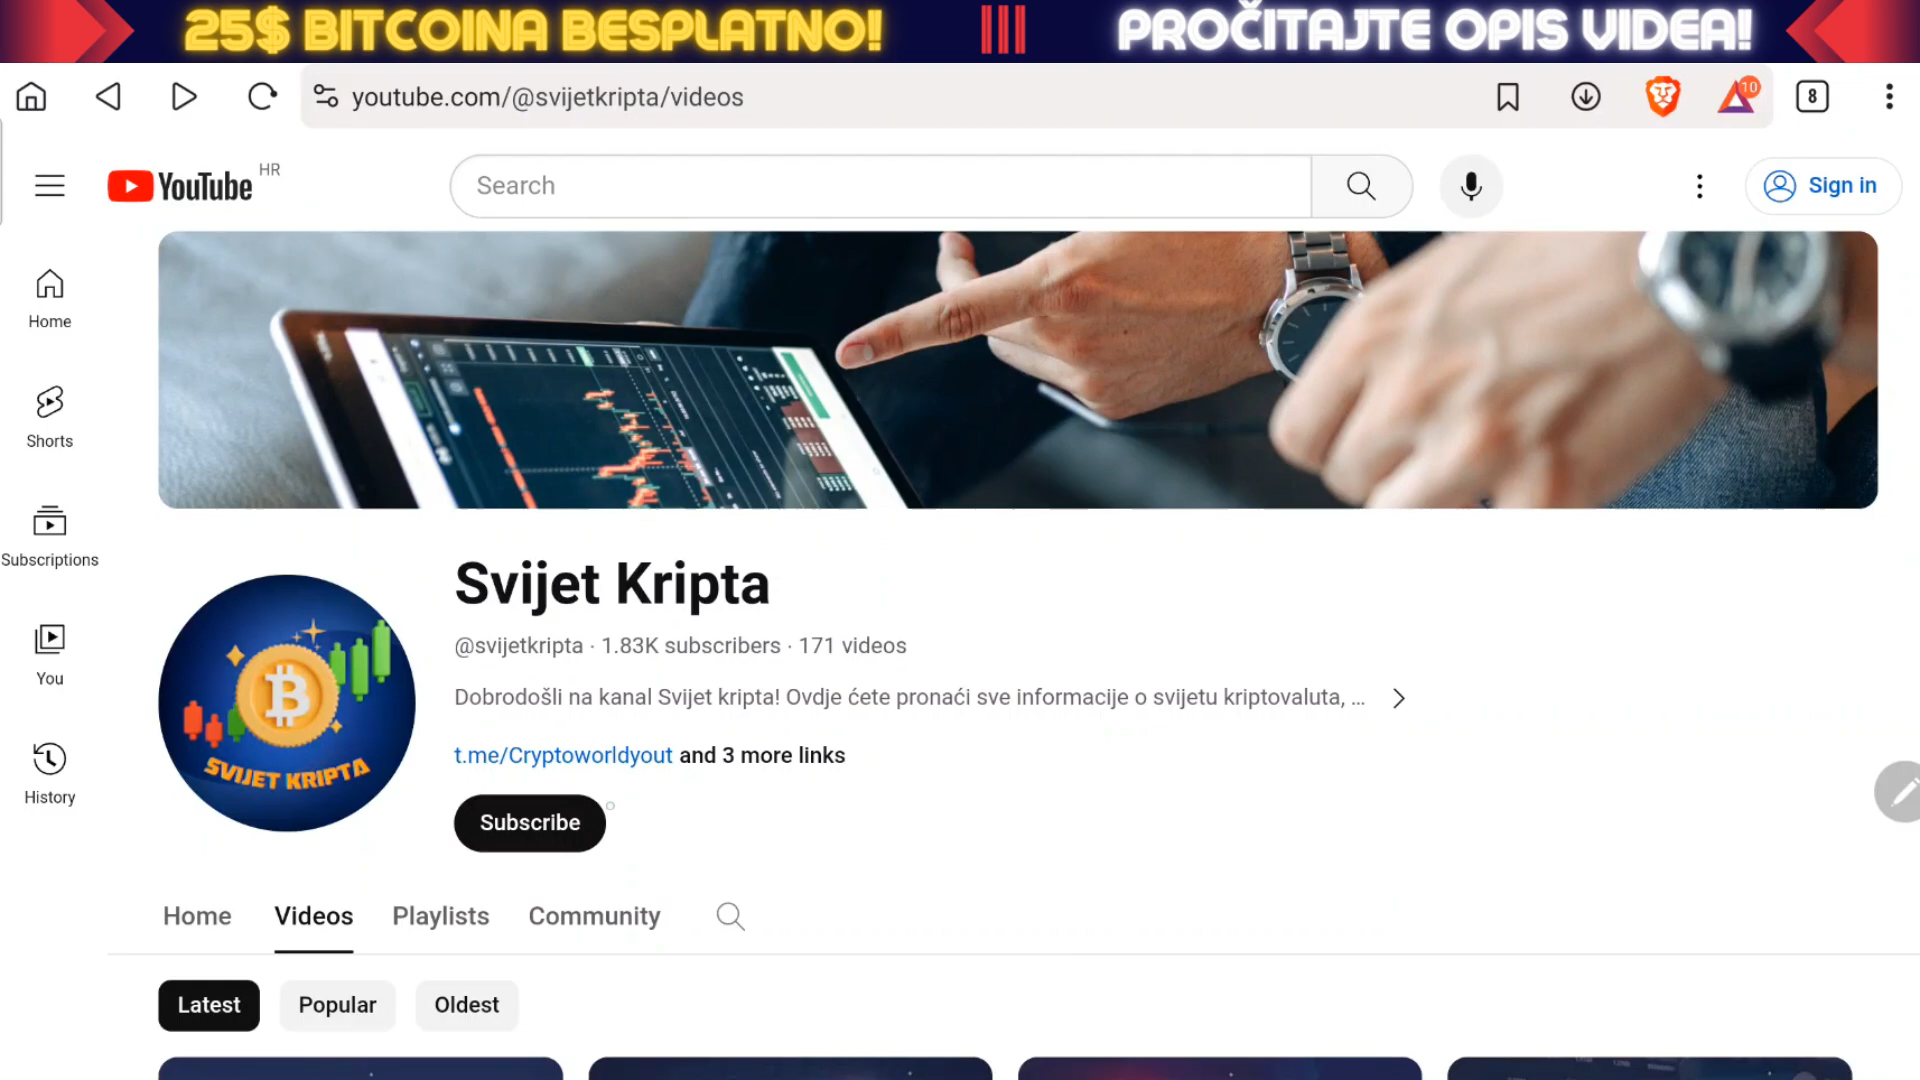 25$ BITCOINA BESPLATNO!
PROČITAJTE OPIS VIDEA!
youtube.com/@svijetkripta/videos
10
8
YouTube HR
Search
Sign in
Home
Shorts
Subscriptions
You
History
SVIJET KRIPTA
Svijet Kripta
@svijetkripta · 1.83K subscribers · 171 videos
Dobrodošli na kanal Svijet kripta! Ovdje ćete pronaći sve informacije o svijetu kriptovaluta, ...
t.me/Cryptoworldyout and 3 more links
Subscribe
Home Videos Playlists Community
Latest Popular Oldest